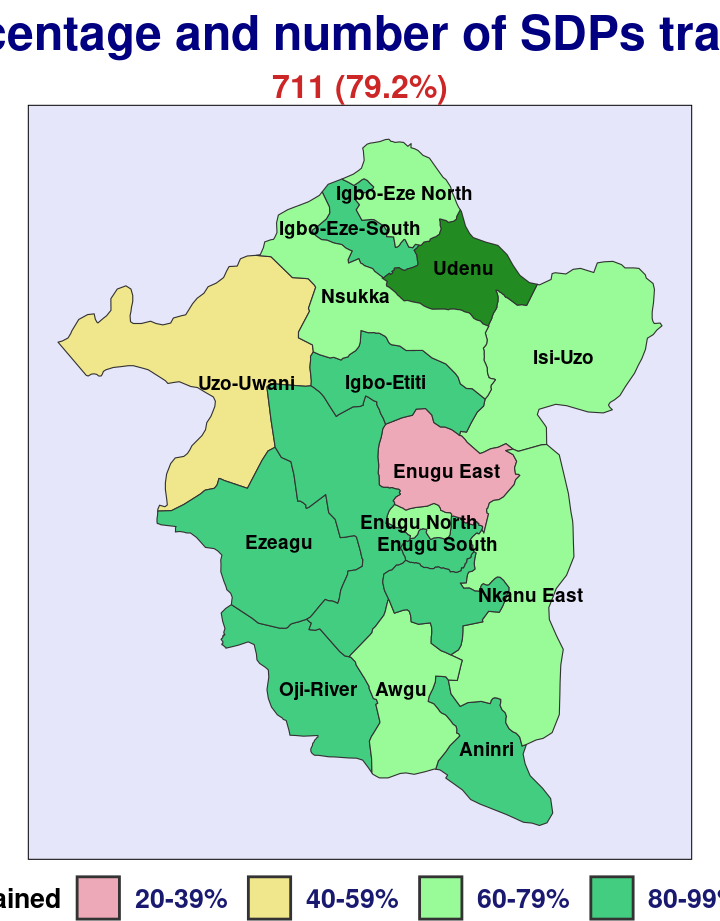 centage and number of SDPs tra
711 (79.2%)
Igbo-Eze North
Igbo-Eze-South
Udenu
Nsukka
Isi-Uzo
Uzo-Uwani
Igbo-Etiti
Enugu East
Enugu North
Enugu South
Ezeagu
Nkanu East
Oji-River
Awgu
Aninri
ained 20-39% 40-59% 60-79% 80-99%